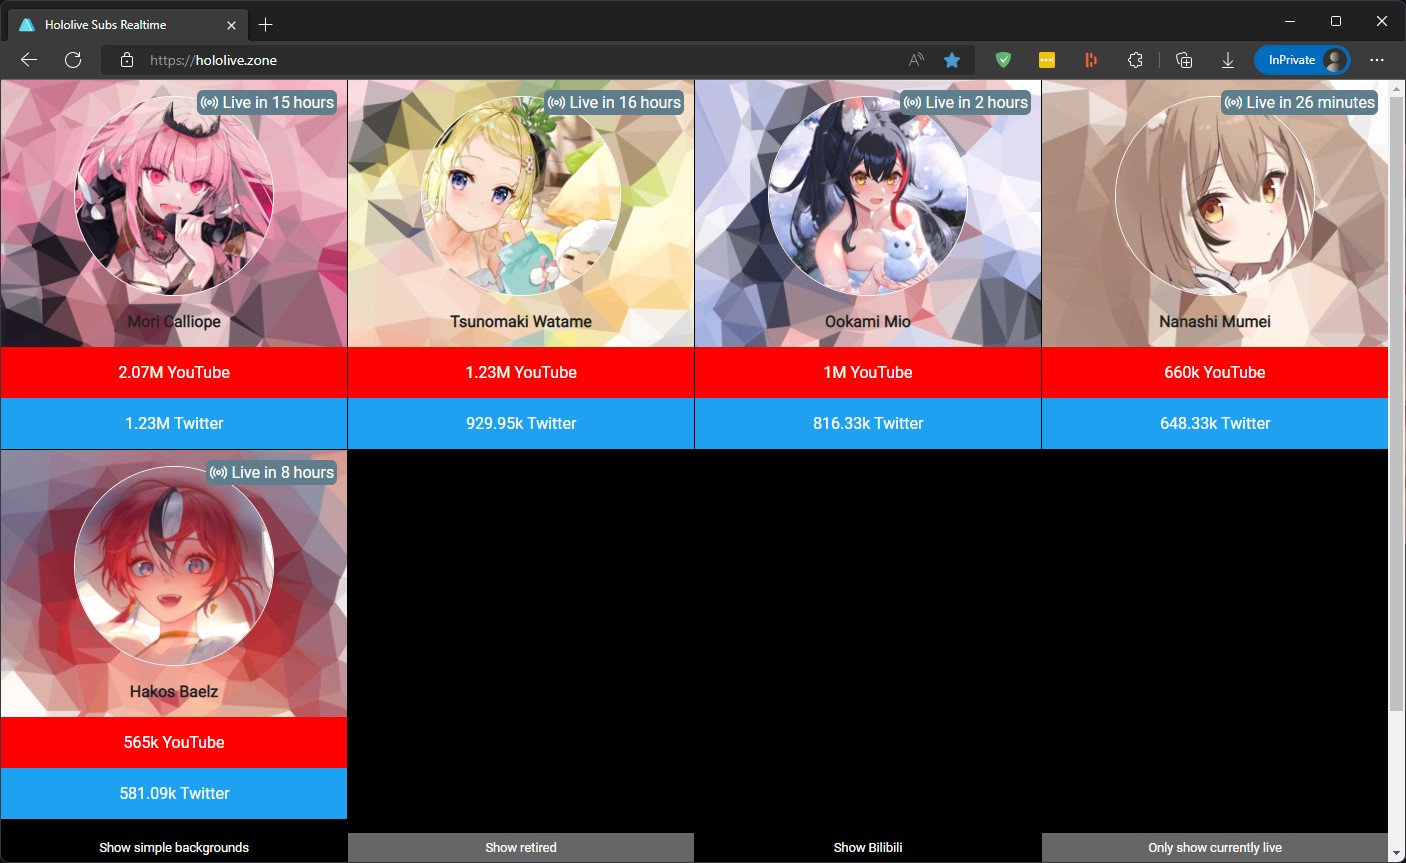 Hololive Subs Realtime
https://hololive.zone
InPrivate
Live in 15 hours
Mori Calliope
2.07M YouTube
1.23M Twitter
Live in 16 hours
Tsunomaki Watame
1.23M YouTube
929.95k Twitter
Live in 2 hours
Ookami Mio
1M YouTube
816.33k Twitter
Live in 26 minutes
Nanashi Mumei
660k YouTube
648.33k Twitter
Live in 8 hours
Hakos Baelz
565k YouTube
581.09k Twitter
Show simple backgrounds
Show retired
Show Bilibili
Only show currently live